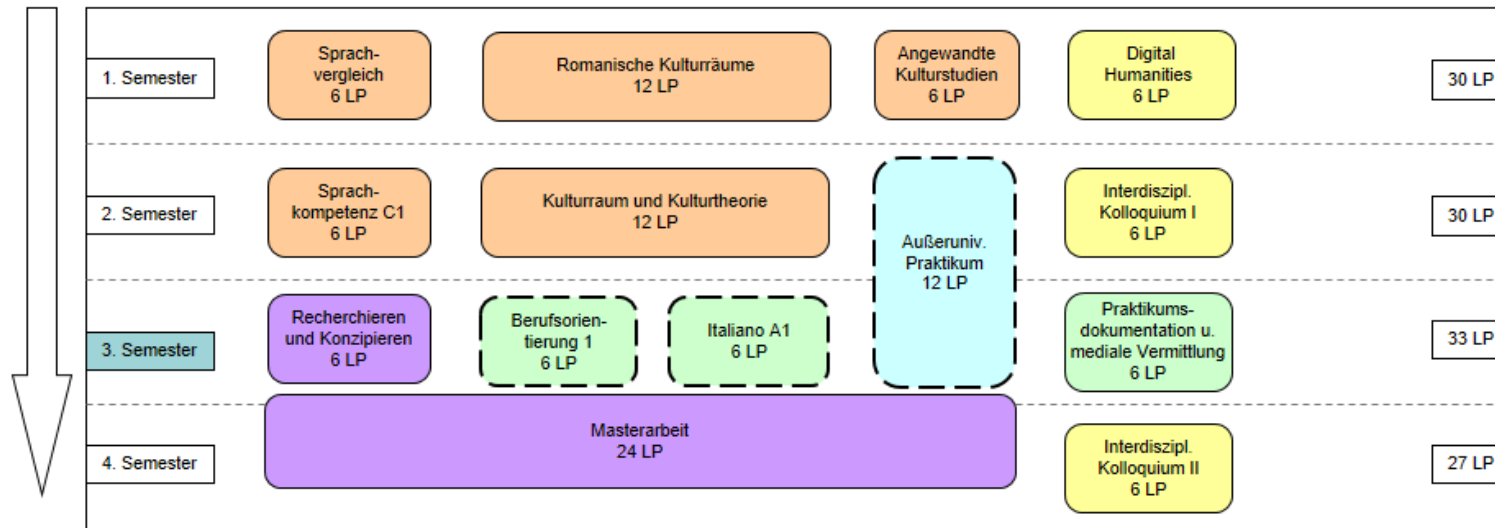 1. Semester
Sprach-
vergleich
6 LP
Romanische Kulturräume
12 LP
Angewandte
Kulturstudien
6 LP
Digital
Humanities
6 LP
30 LP
2. Semester
Sprach-
kompetenz C1
6 LP
Kulturraum und Kulturtheorie
12 LP
Außeruniv.
Praktikum
12 LP
Interdiszipl.
Kolloquium I
6 LP
30 LP
3. Semester
Recherchieren
und Konzipieren
6 LP
Berufsorien-
tierung 1
6 LP
Italiano A1
6 LP
Praktikums-
dokumentation u.
mediale Vermittlung
6 LP
33 LP
4. Semester
Masterarbeit
24 LP
Interdiszipl.
Kolloquium II
6 LP
27 LP